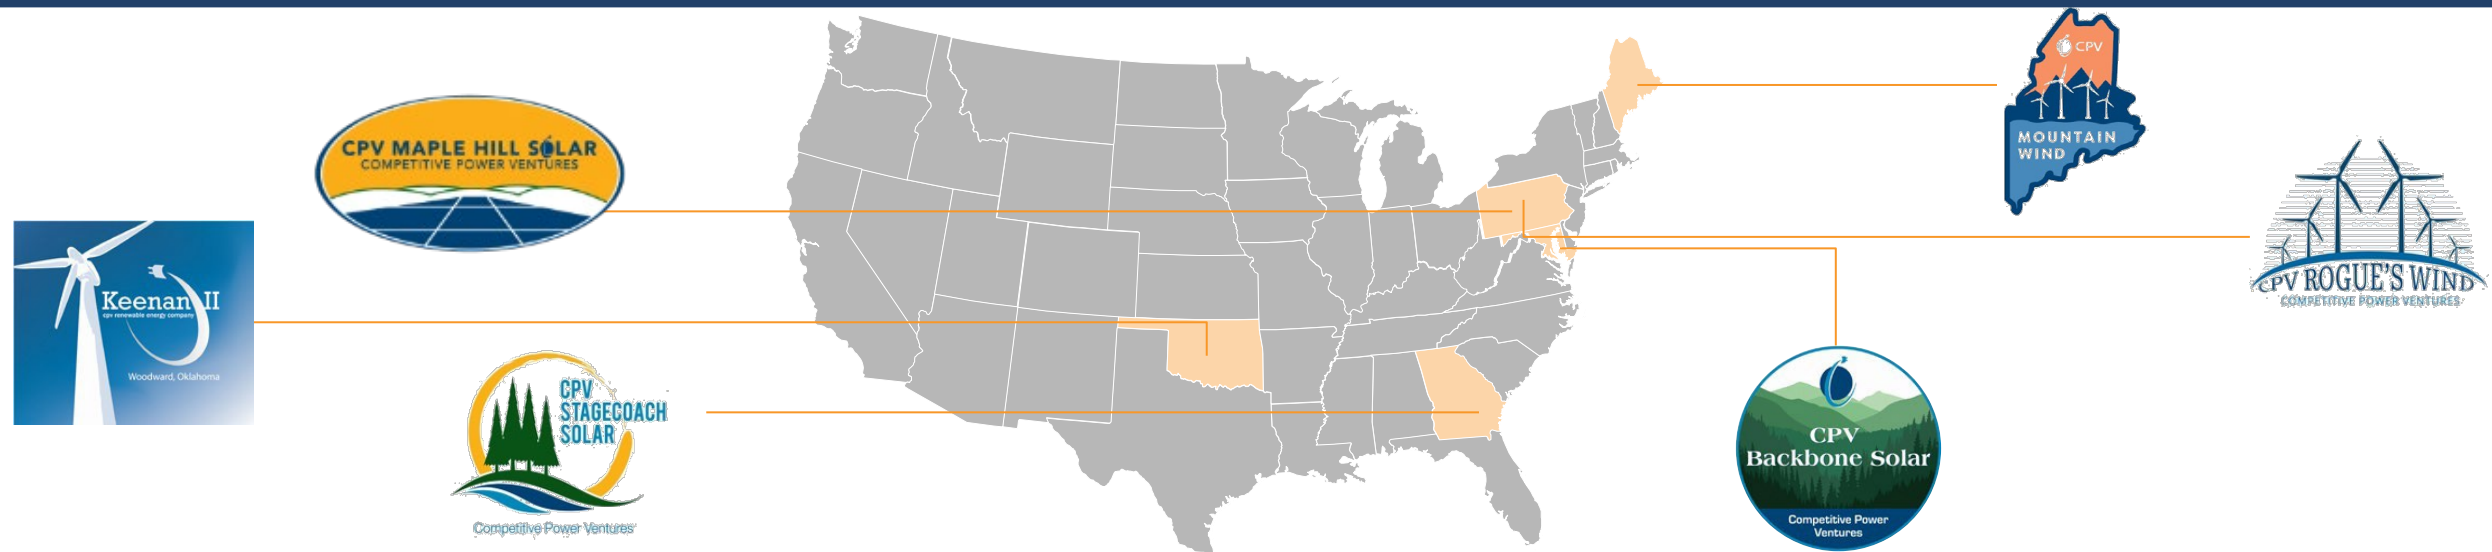 CPV MAPLE HILL SOLAR
COMPETITIVE POWER VENTURES
Keenan II
cpv renewable energy company
Woodward, Oklahoma
CPV
STAGECOACH
SOLAR
Competitive Power Ventures
CPV
MOUNTAIN
WIND
CPV ROGUE'S WIND
COMPETITIVE POWER VENTURES
CPV
Backbone Solar
Competitive Power
Ventures